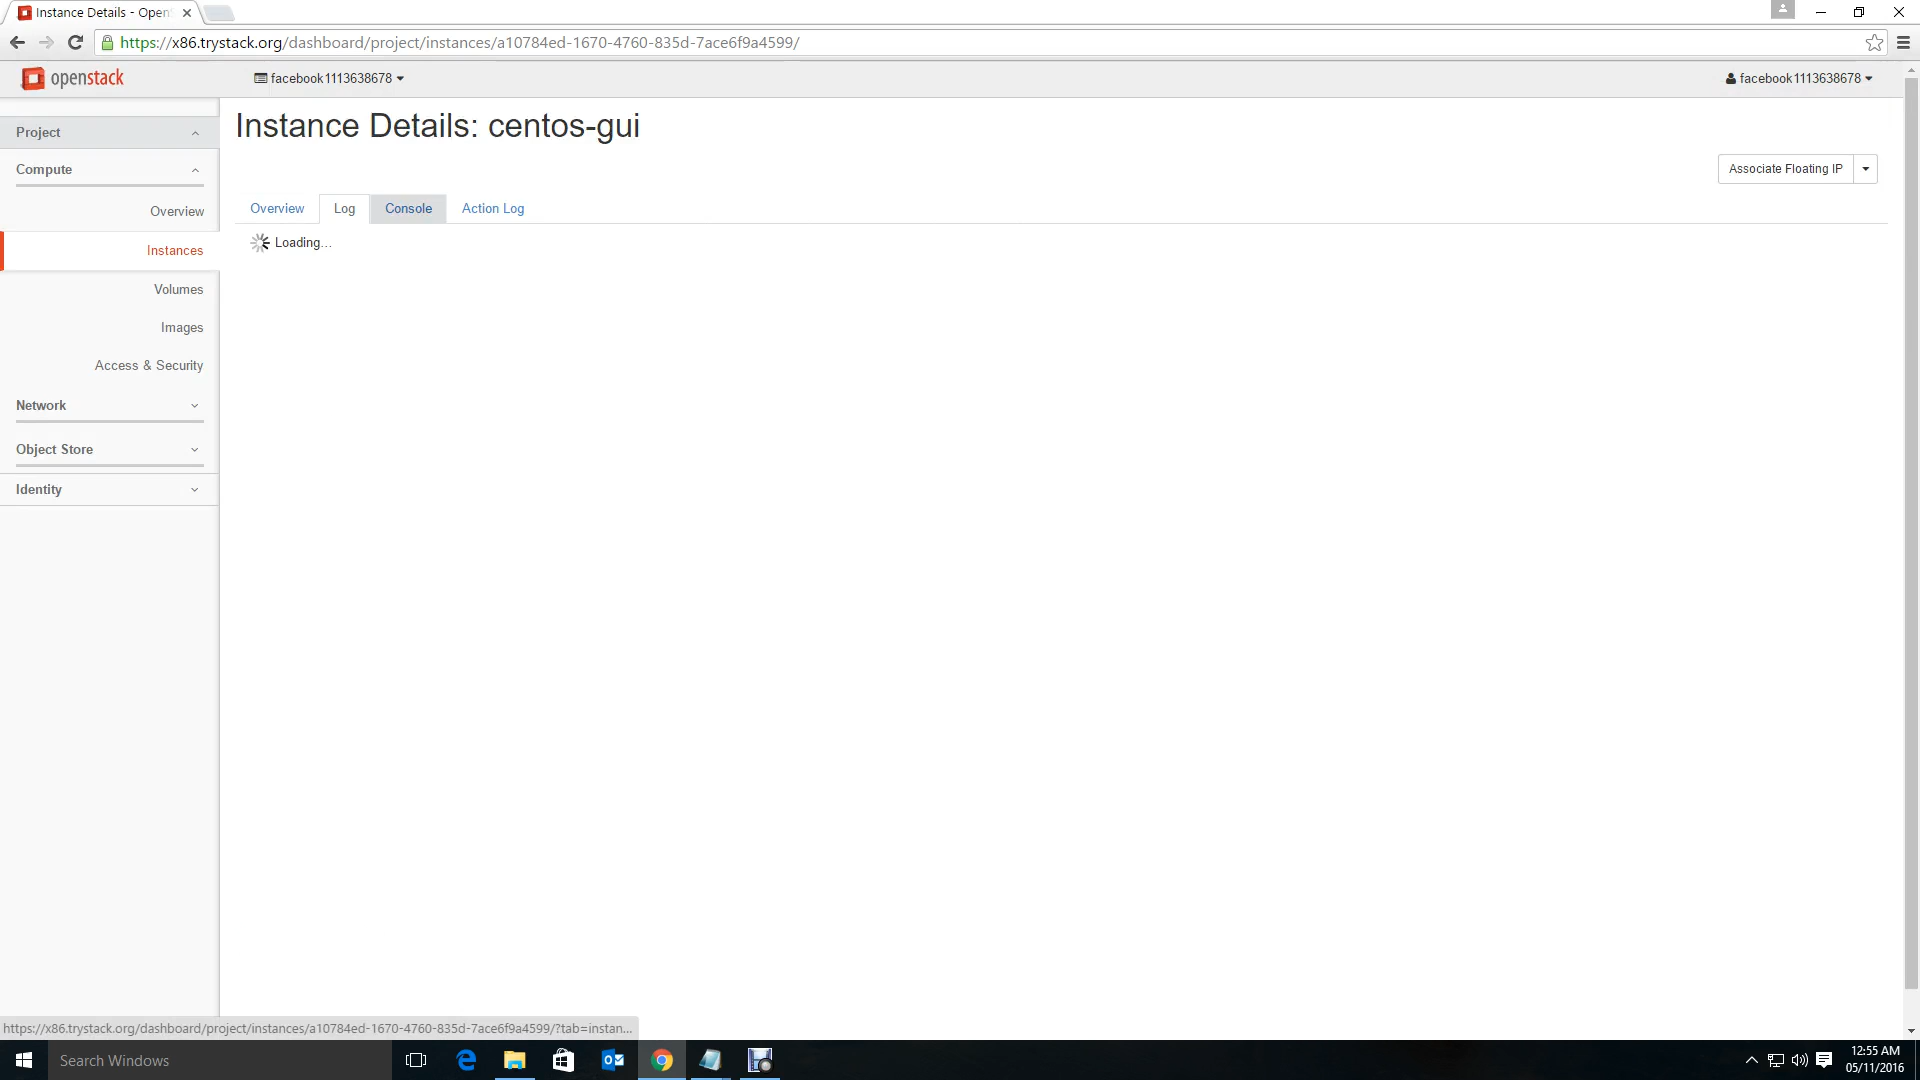 Instance Details - Open
https://x86.trystack.org/dashboard/project/instances/a10784ed-1670-4760-835d-7ace6f9a4599/
openstack
facebook1113638678
facebook1113638678
Project
Compute
Overview
Instances
Volumes
Images
Access & Security
Network
Object Store
Identity
Instance Details: centos-gui
Associate Floating IP
Overview Log Console Action Log
Loading...
https://x86.trystack.org/dashboard/project/instances/a10784ed-1670-4760-835d-7ace6f9a4599/?tab=instan...
Search Windows
12:55 AM
05/11/2016